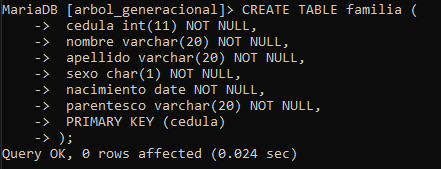 MariaDB [arbol_generacional]> CREATE TABLE familia (
    ->  cedula int(11) NOT NULL,
    ->  nombre varchar(20) NOT NULL,
    ->  apellido varchar(20) NOT NULL,
    ->  sexo char(1) NOT NULL,
    ->  nacimiento date NOT NULL,
    ->  parentesco varchar(20) NOT NULL,
    ->  PRIMARY KEY (cedula)
    -> );
Query OK, 0 rows affected (0.024 sec)